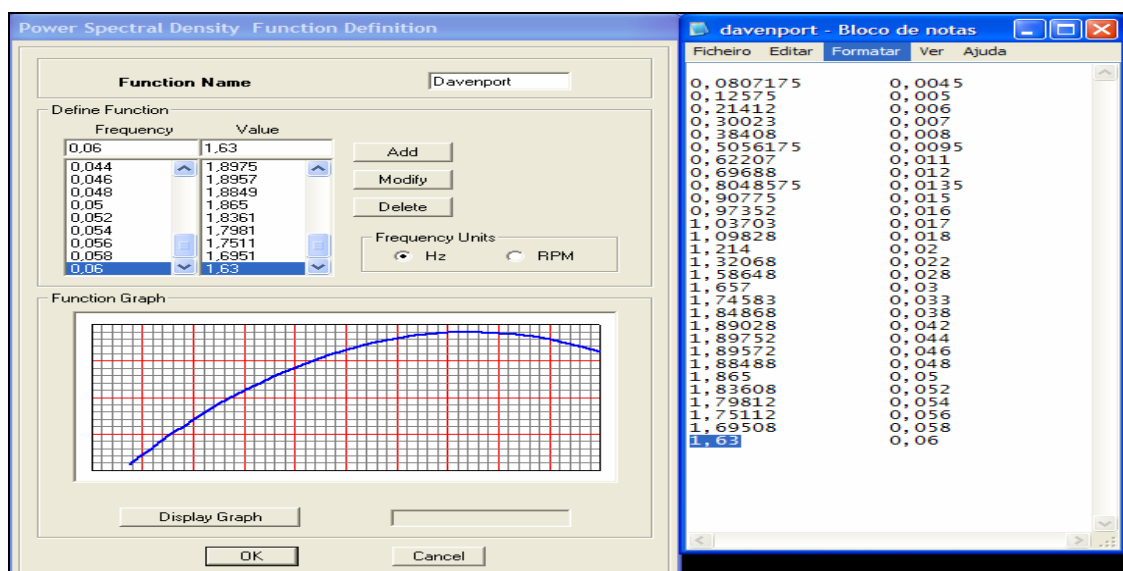 Power Spectral Density Function Definition
Function Name
Davenport
Define Function
Frequency Value
0,06 1,63
0,044 1,8975
0,046 1,8957
0,048 1,8849
0,05 1,865
0,052 1,8361
0,054 1,7981
0,056 1,7511
0,058 1,6951
0,06 1,63
Add
Modify
Delete
Frequency Units
Hz RPM
Function Graph
Display Graph
OK Cancel
davenport - Bloco de notas
Ficheiro Editar Formatar Ver Ajuda
0,0807175 0,0045
0,12575 0,005
0,21412 0,006
0,30023 0,007
0,38408 0,008
0,5056175 0,0095
0,62207 0,011
0,69688 0,012
0,8048575 0,0135
0,90775 0,015
0,97352 0,016
1,03703 0,017
1,09828 0,018
1,214 0,02
1,32068 0,022
1,58648 0,028
1,657 0,03
1,74583 0,033
1,84868 0,038
1,89028 0,042
1,89752 0,044
1,89572 0,046
1,88488 0,048
1,865 0,05
1,83608 0,052
1,79812 0,054
1,75112 0,056
1,69508 0,058
1,63 0,06